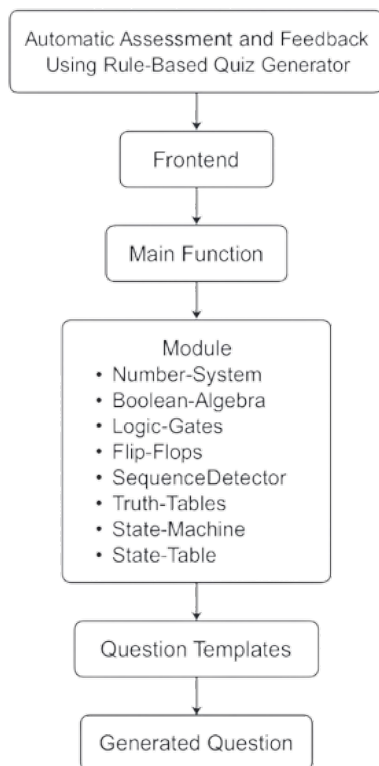 Automatic Assessment and Feedback
Using Rule-Based Quiz Generator
Frontend
Main Function
Module
• Number-System
• Boolean-Algebra
• Logic-Gates
• Flip-Flops
• SequenceDetector
• Truth-Tables
• State-Machine
• State-Table
Question Templates
Generated Question